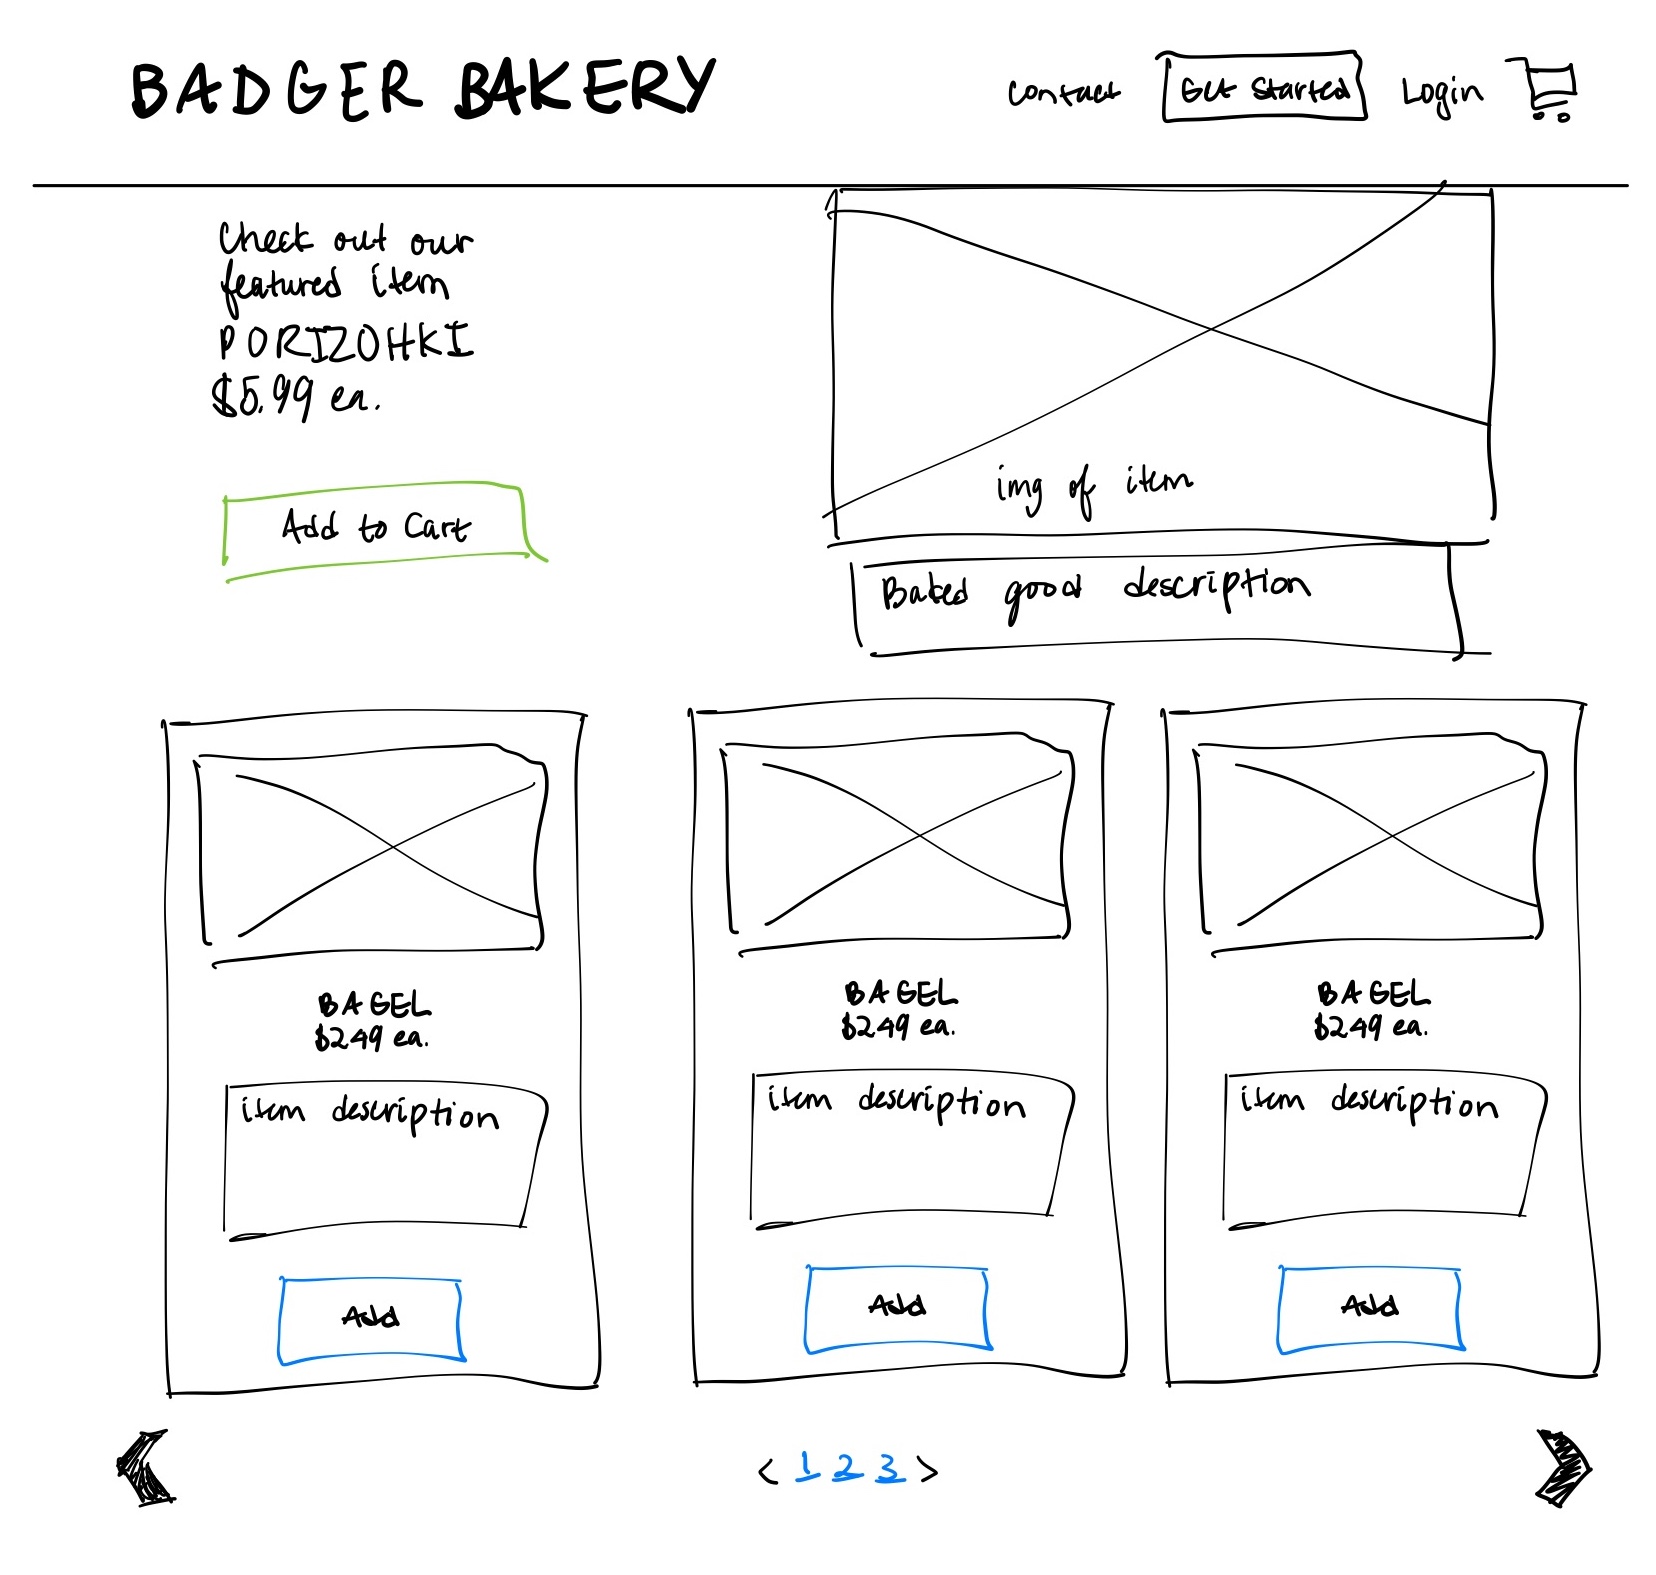 BADGER BAKERY
Contact Get Started Login
Check out our
featured item
PORIZOHKI
$5.99 ea.
Add to Cart
img of item
Baked good description
BAGEL
$2.49 ea.
item description
Add
BAGEL
$2.49 ea.
item description
Add
BAGEL
$2.49 ea.
item description
Add
< 1 2 3 >